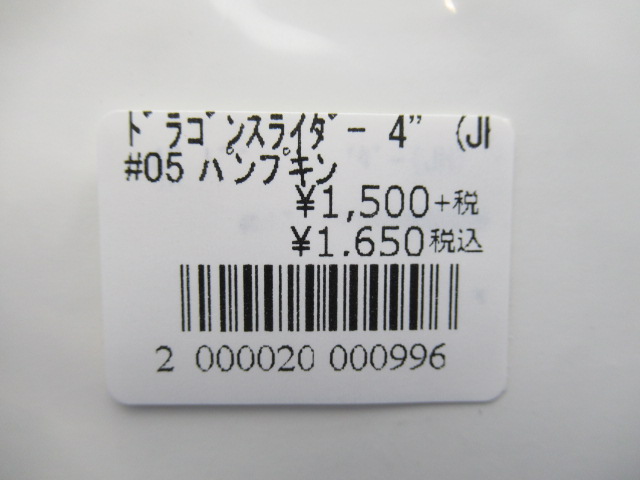 ﾄﾞﾗｺﾞﾝｽﾗｲﾀﾞｰ 4” (JH
#05 ﾊﾟﾝﾌﾟｷﾝ
¥1,500+税
¥1,650税込
2 000020 000996